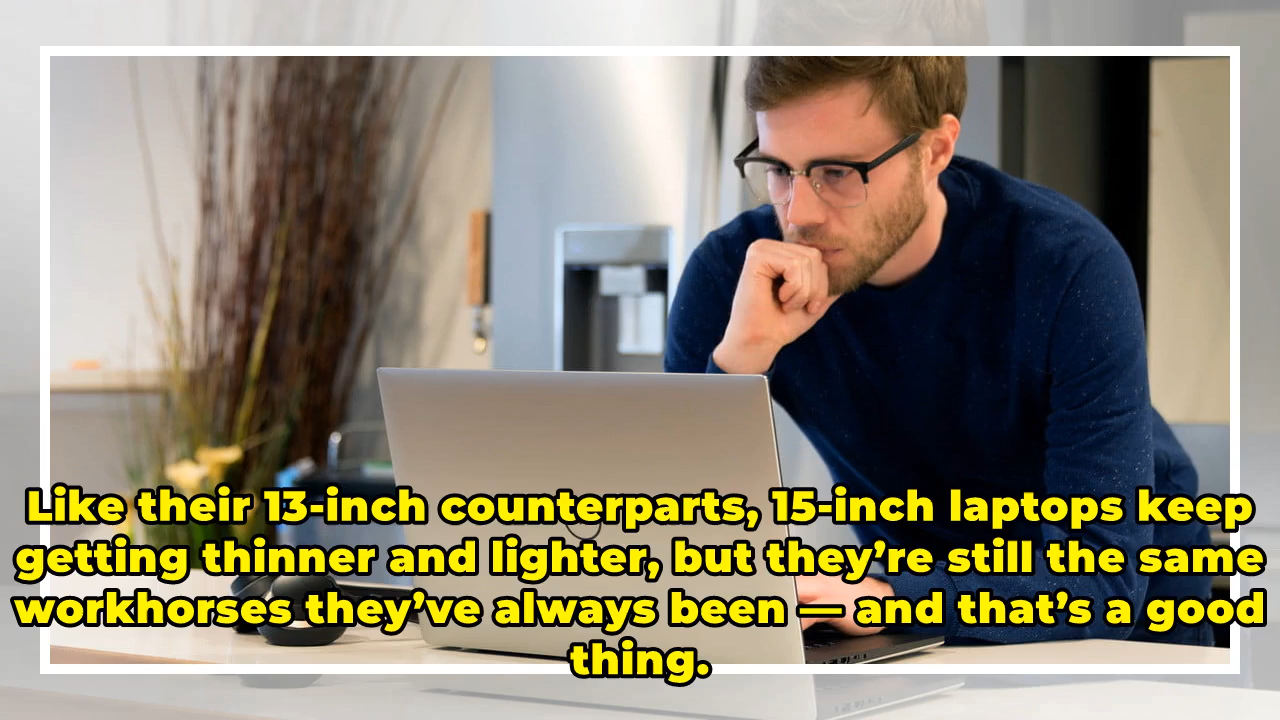 Like their 13-inch counterparts, 15-inch laptops keep
getting thinner and lighter, but they’re still the same
workhorses they’ve always been — and that’s a good
thing.